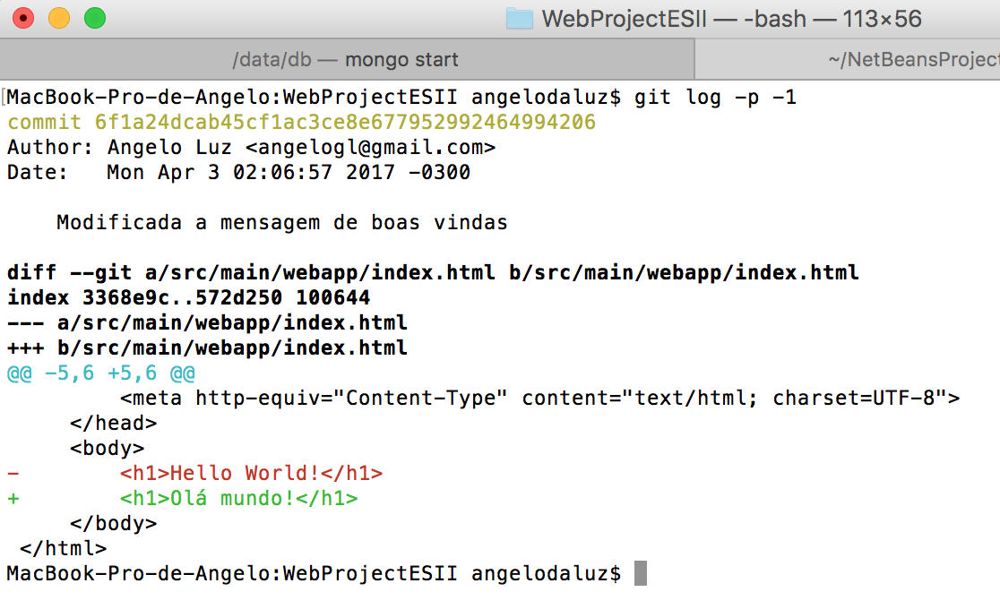 WebProjectESII — -bash — 113×56
/data/db — mongo start
~/NetBeansProject
MacBook-Pro-de-Angelo:WebProjectESII angelodaluz$ git log -p -1
commit 6f1a24dcab45cf1ac3ce8e677952992464994206
Author: Angelo Luz <angelogl@gmail.com>
Date:   Mon Apr 3 02:06:57 2017 -0300
    Modificada a mensagem de boas vindas
diff --git a/src/main/webapp/index.html b/src/main/webapp/index.html
index 3368e9c..572d250 100644
--- a/src/main/webapp/index.html
+++ b/src/main/webapp/index.html
@@ -5,6 +5,6 @@
         <meta http-equiv="Content-Type" content="text/html; charset=UTF-8">
     </head>
     <body>
-        <h1>Hello World!</h1>
+        <h1>Olá mundo!</h1>
     </body>
 </html>
MacBook-Pro-de-Angelo:WebProjectESII angelodaluz$